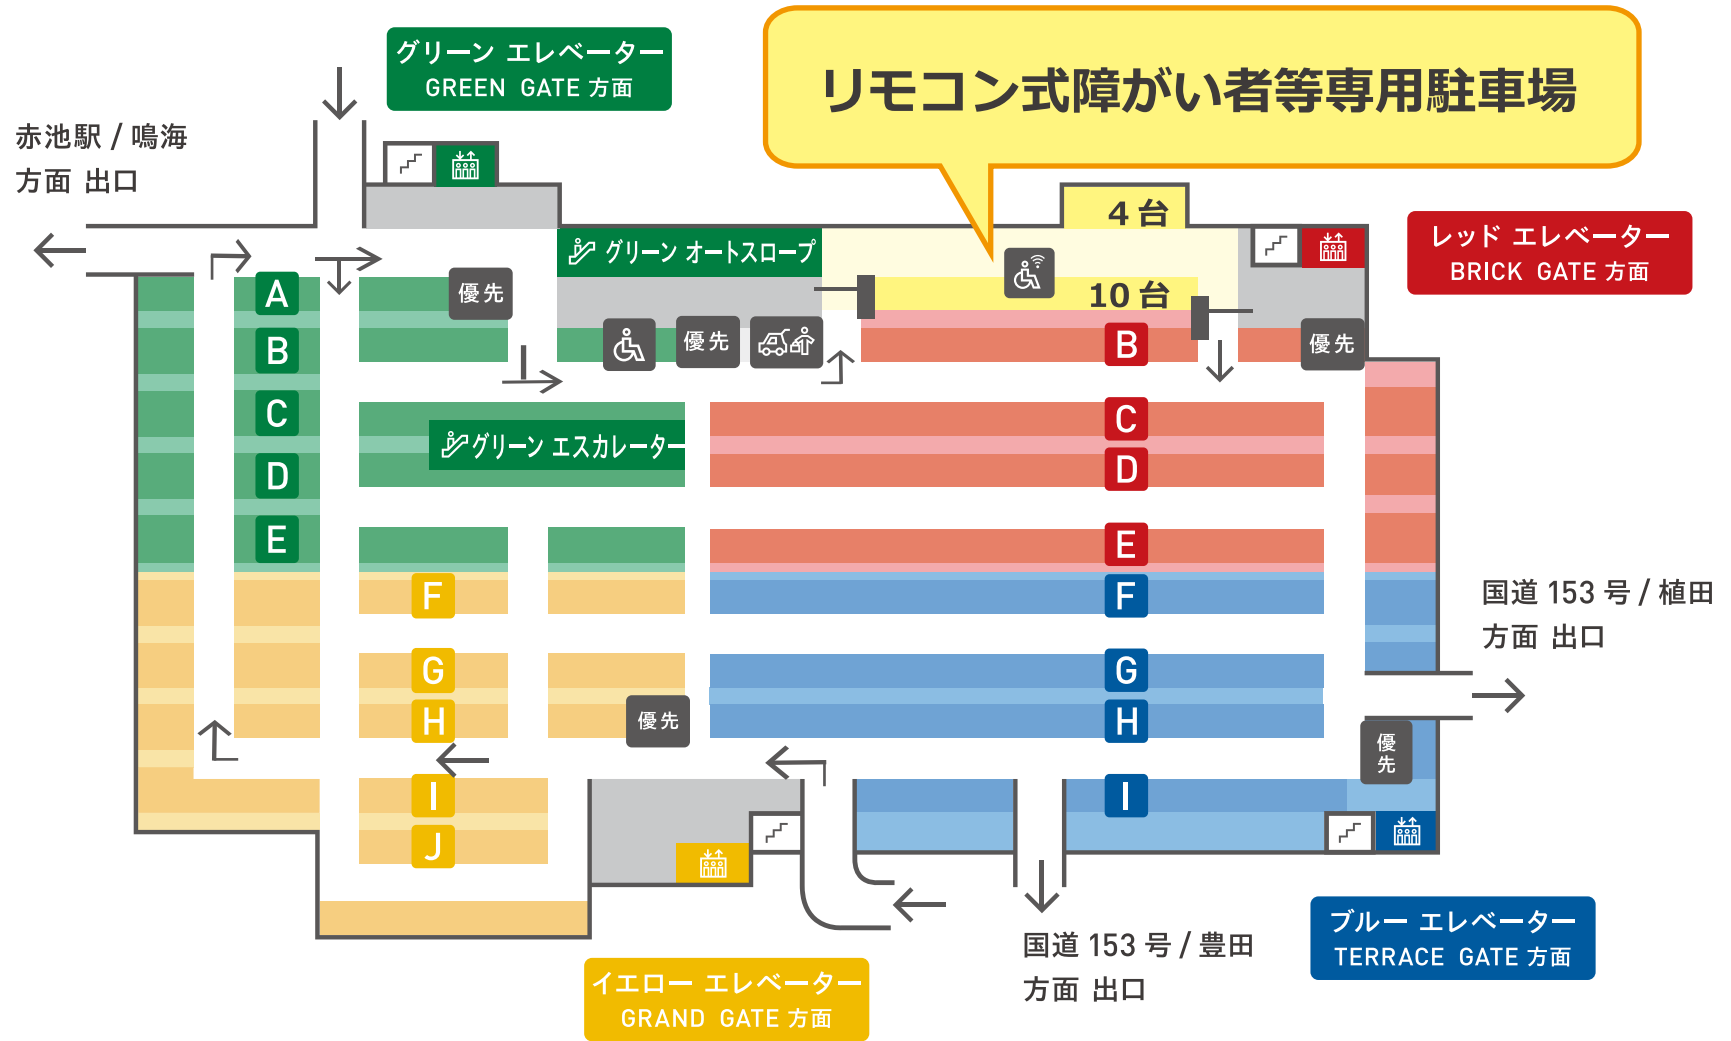 グリーン エレベーター
GREEN GATE 方面
リモコン式障がい者等専用駐車場
赤池駅 / 鳴海
方面 出口
4 台
グリーン オートスロープ
レッド エレベーター
BRICK GATE 方面
A
優先
10 台
B
優先
B
優先
C
C
グリーン エスカレーター
D
D
E
E
F
F
国道 153 号 / 植田
方面 出口
G
G
H
優先
H
優先
I
I
J
ブルー エレベーター
TERRACE GATE 方面
国道 153 号 / 豊田
方面 出口
イエロー エレベーター
GRAND GATE 方面